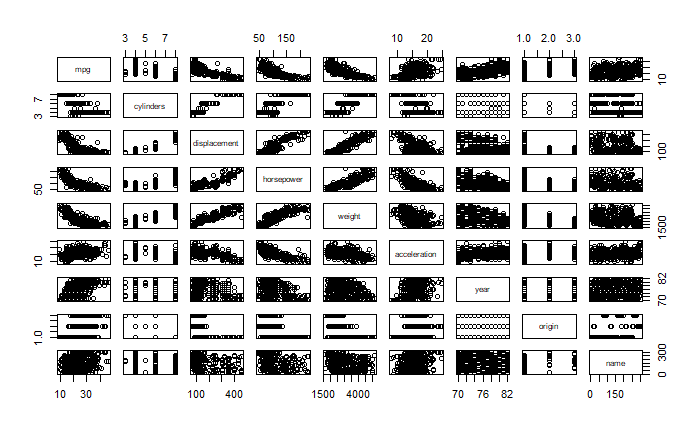 3 5 7 50 150 10 20 1.0 2.0 3.0
mpg 10
7 3 cylinders
displacement 100
50 horsepower
weight 1500
10 acceleration
year 82 70
1.0 origin
name 300 0
10 30 100 400 1500 4000 70 76 82 0 150